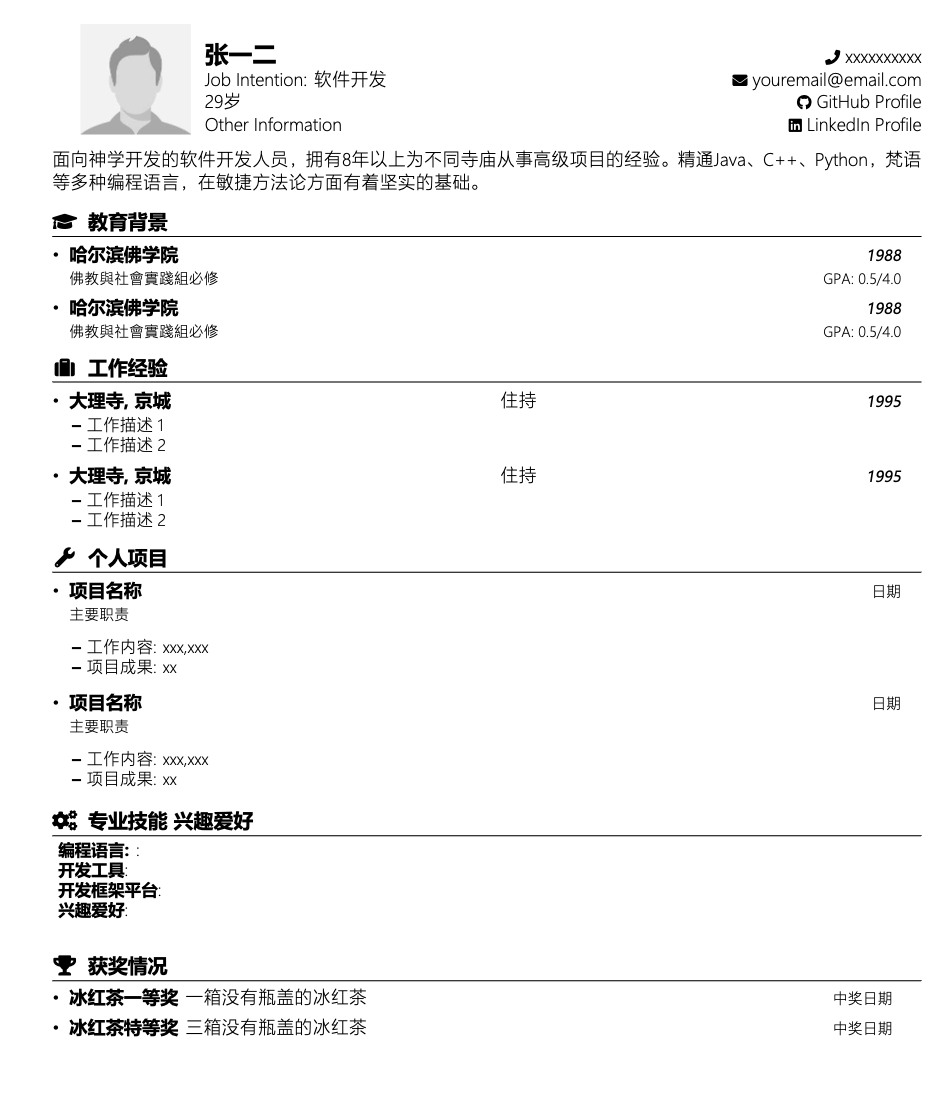 张一二
Job Intention: 软件开发
29岁
Other Information
xxxxxxxxxx
youremail@email.com
GitHub Profile
LinkedIn Profile
面向神学开发的软件开发人员，拥有8年以上为不同寺庙从事高级项目的经验。精通Java、C++、Python，梵语
等多种编程语言，在敏捷方法论方面有着坚实的基础。
教育背景
• 哈尔滨佛学院 1988
佛教與社會實踐組必修 GPA: 0.5/4.0
• 哈尔滨佛学院 1988
佛教與社會實踐組必修 GPA: 0.5/4.0
工作经验
• 大理寺, 京城 住持 1995
– 工作描述 1
– 工作描述 2
• 大理寺, 京城 住持 1995
– 工作描述 1
– 工作描述 2
个人项目
• 项目名称 日期
主要职责
– 工作内容: xxx,xxx
– 项目成果: xx
• 项目名称 日期
主要职责
– 工作内容: xxx,xxx
– 项目成果: xx
专业技能 兴趣爱好
编程语言: :
开发工具:
开发框架平台:
兴趣爱好:
获奖情况
• 冰红茶一等奖 一箱没有瓶盖的冰红茶 中奖日期
• 冰红茶特等奖 三箱没有瓶盖的冰红茶 中奖日期